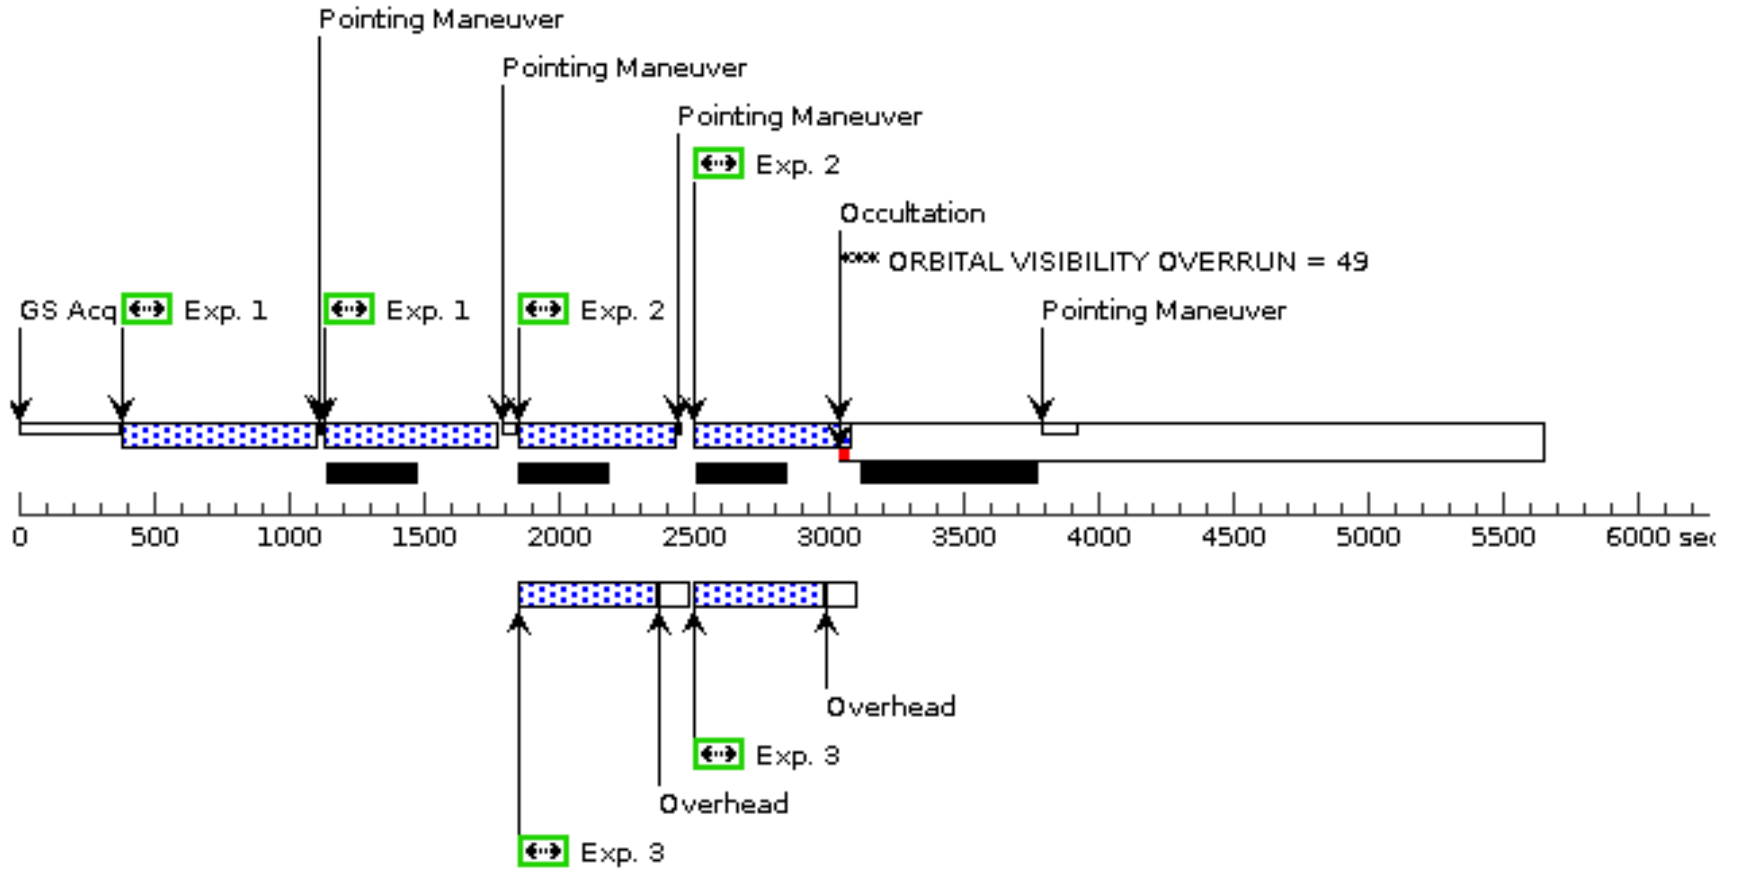 Pointing Maneuver
Pointing Maneuver
Pointing Maneuver
Exp. 2
Occultation
*** ORBITAL VISIBILITY OVERRUN = 49
GS Acq Exp. 1 Exp. 1 Exp. 2 Pointing Maneuver
0 500 1000 1500 2000 2500 3000 3500 4000 4500 5000 5500 6000 sec
Overhead
Exp. 3
Overhead
Exp. 3